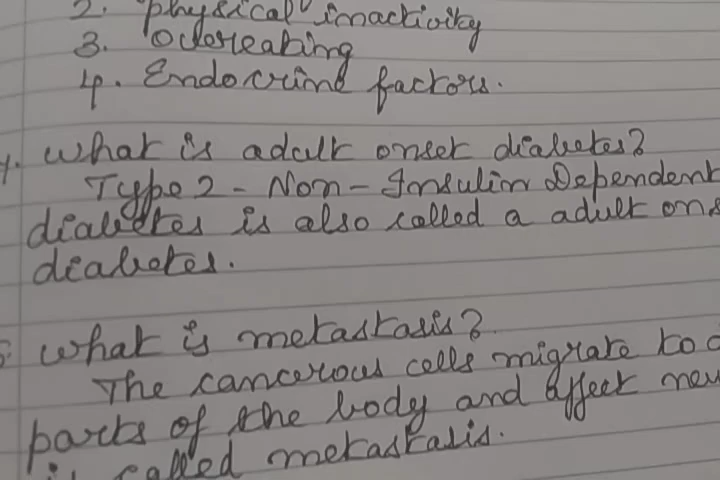 2. Physical inactivity
3. Overeating
4. Endocrine factors.
4. What is adult onset diabetes?
Type 2 - Non - Insulin Dependent
diabetes is also called a adult ons
diabetes.
5. What is metastasis?
The cancerous cells migrate to o
parts of the body and affect new
is called metastasis.